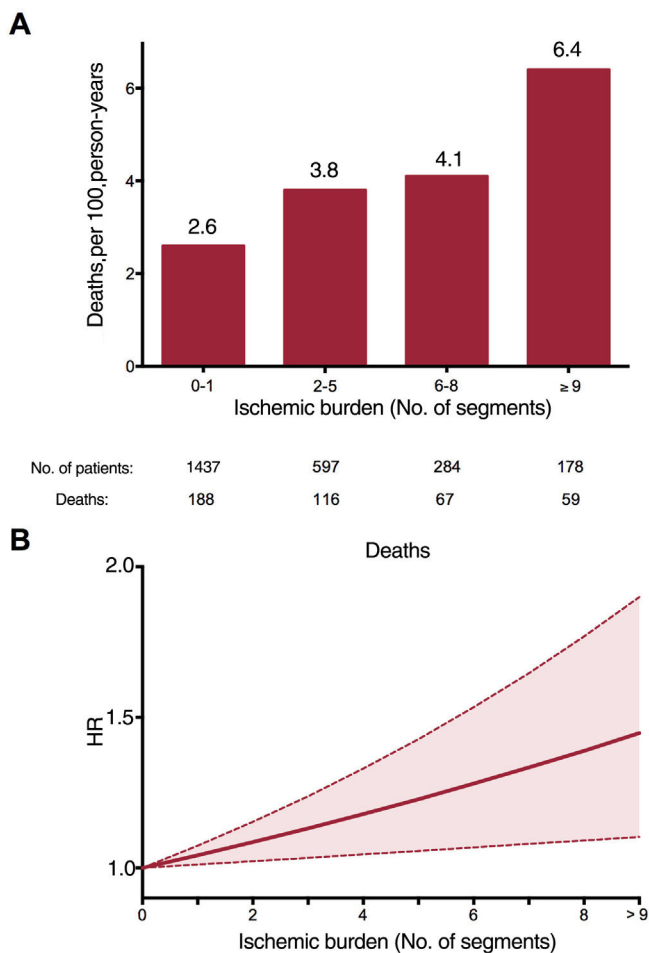 A
Deaths,per 100,person-years
6
4
2
0
2.6
3.8
4.1
6.4
0-1 2-5 6-8 ≥ 9
Ischemic burden (No. of segments)
No. of patients: 1437 597 284 178
Deaths: 188 116 67 59
B
Deaths
HR
2.0
1.5
1.0
0 2 4 6 8 > 9
Ischemic burden (No. of segments)